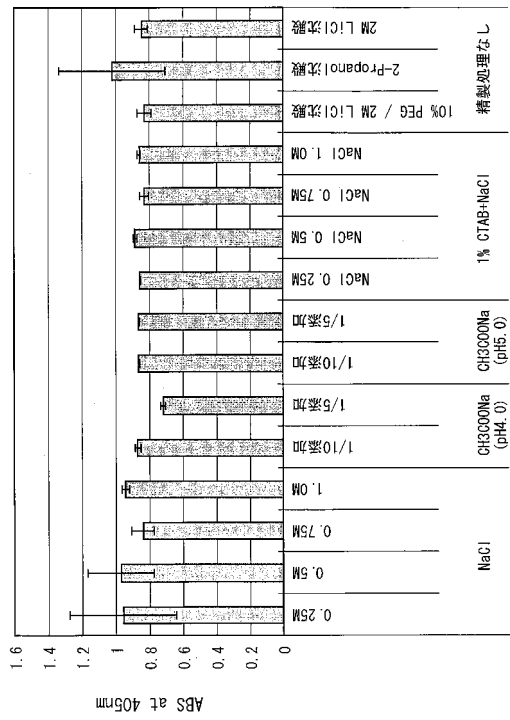 ABS at 405nm
1.6
1.4
1.2
1
0.8
0.6
0.4
0.2
0
0.25M
0.5M
0.75M
1.0M
1/10添加
1/5添加
1/10添加
1/5添加
NaCl 0.25M
NaCl 0.5M
NaCl 0.75M
NaCl 1.0M
10% PEG / 2M LiCl沈殿
2-Propanol沈殿
2M LiCl沈殿
NaCl
CH3COONa
(pH4.0)
CH3COONa
(pH5.0)
1% CTAB+NaCl
精製処理なし